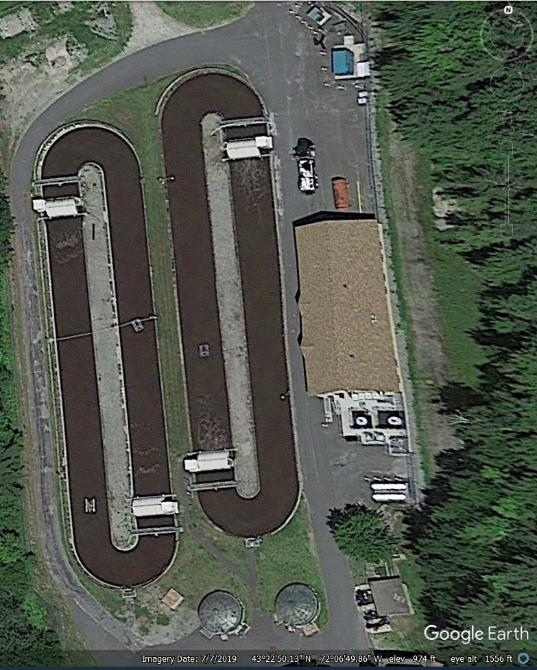 N
Google Earth
Imagery Date: 7/7/2019 43°22'50.13" N 72°06'49.86" W elev 974 ft eye alt 1556 ft